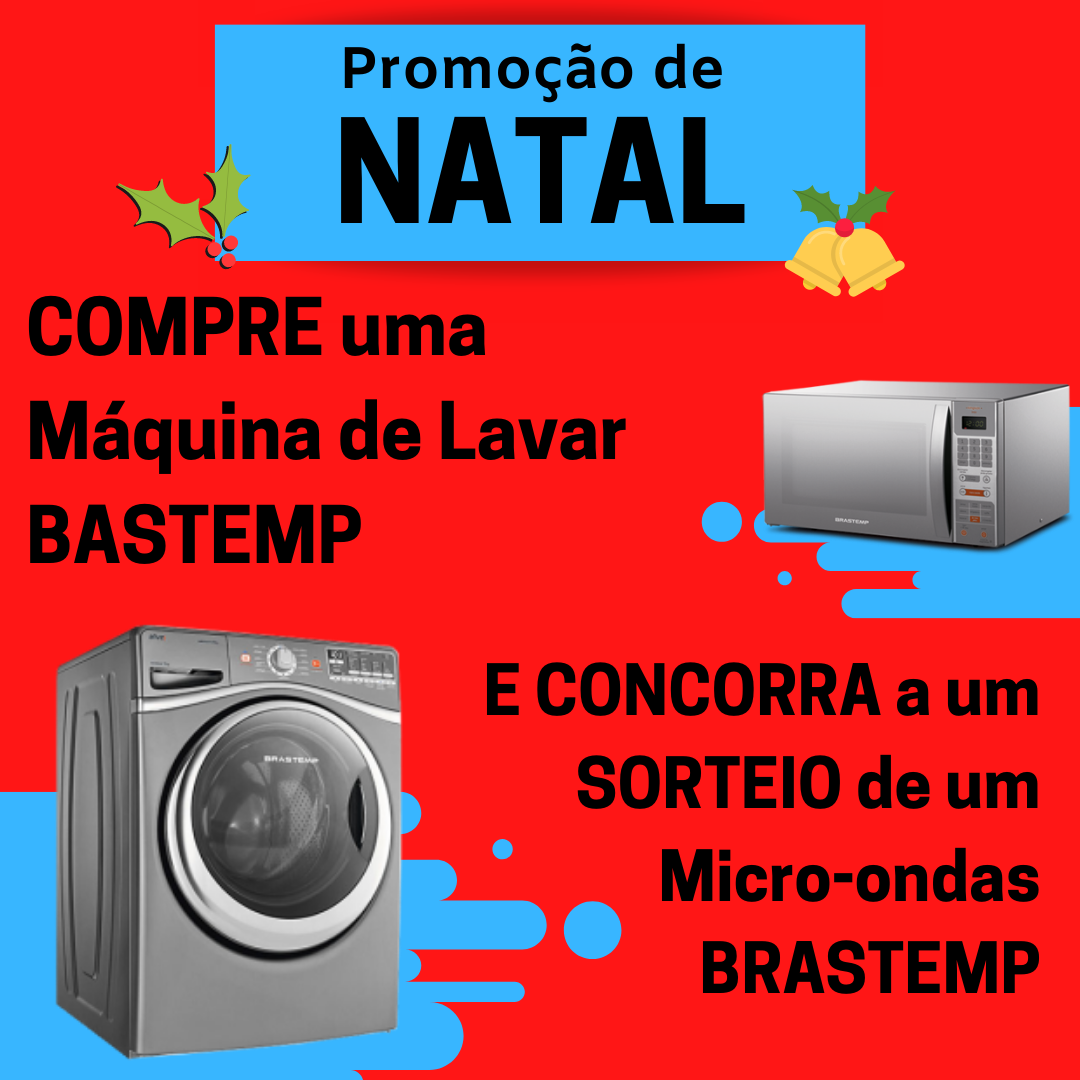 Promoção de
NATAL
COMPRE uma
Máquina de Lavar
BASTEMP
BRASTEMP
E CONCORRA a um
SORTEIO de um
Micro-ondas
BRASTEMP
BRASTEMP